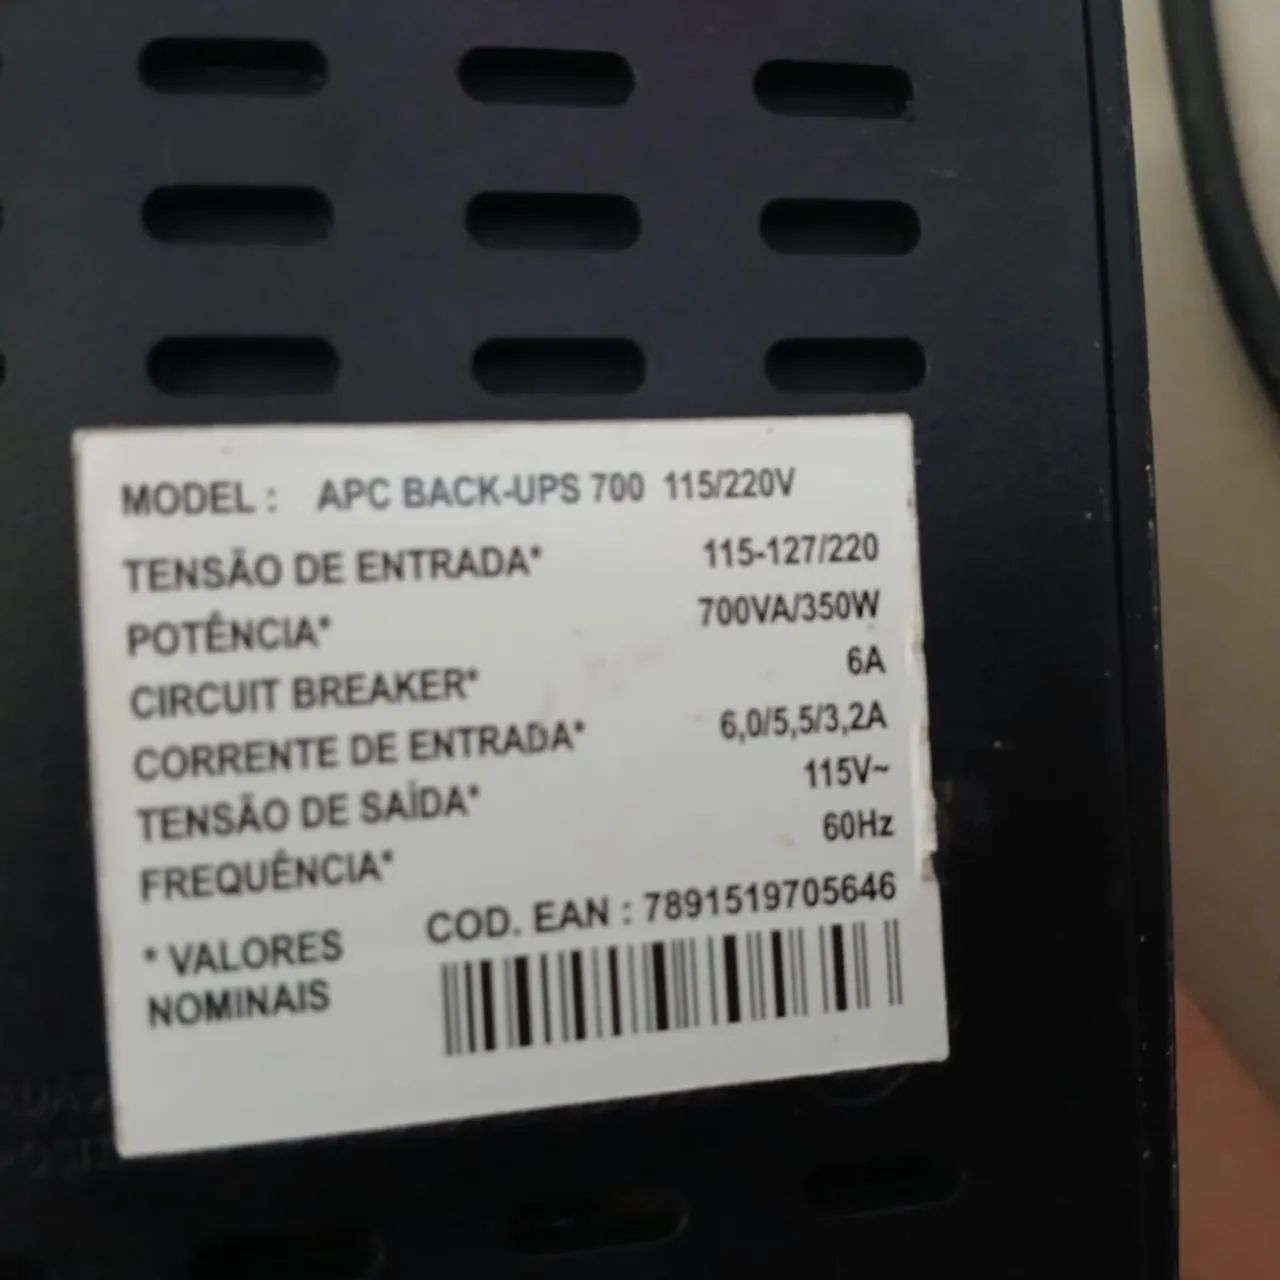 MODEL : APC BACK-UPS 700 115/220V
TENSÃO DE ENTRADA* 115-127/220
POTÊNCIA* 700VA/350W
CIRCUIT BREAKER* 6A
CORRENTE DE ENTRADA* 6,0/5,5/3,2A
TENSÃO DE SAÍDA* 115V~
FREQUÊNCIA* 60Hz
COD. EAN : 7891519705646
* VALORES
NOMINAIS